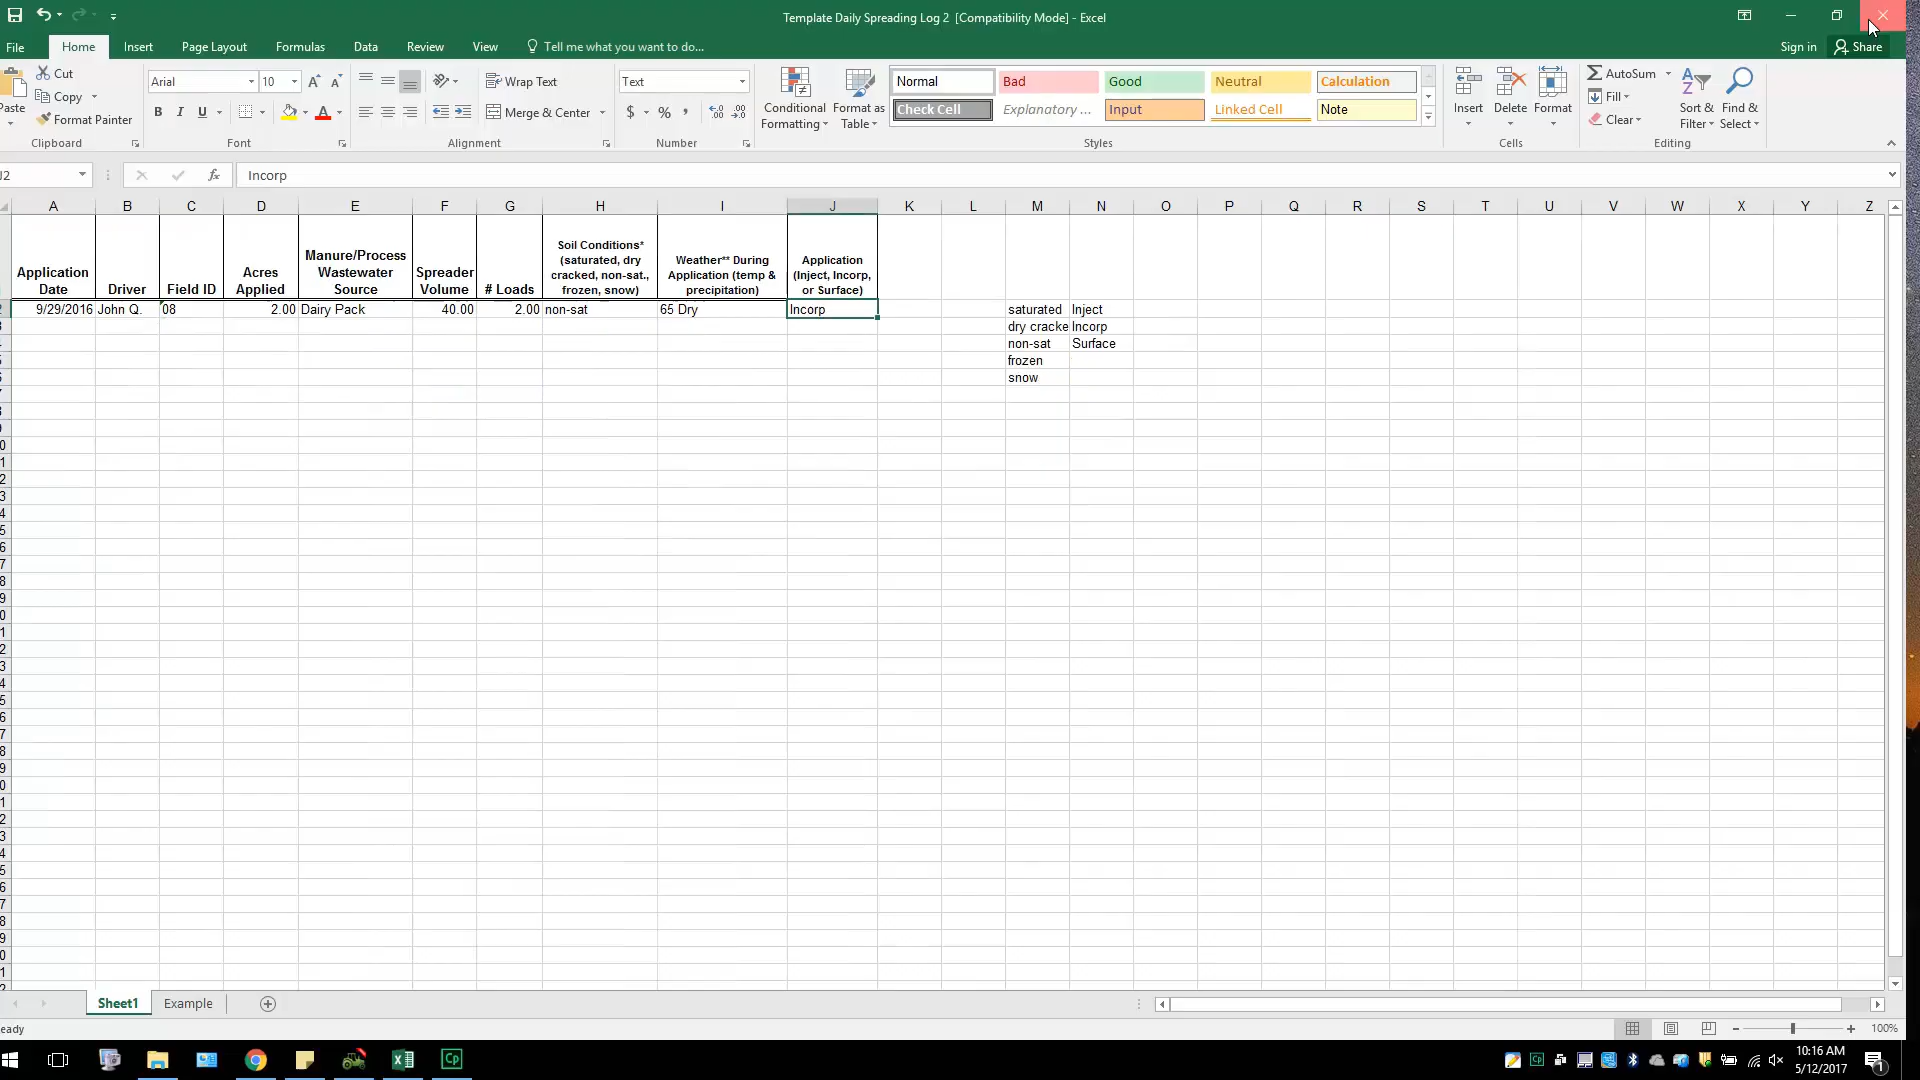 Template Daily Spreading Log 2 [Compatibility Mode] - Excel
File Home Insert Page Layout Formulas Data Review View Tell me what you want to do... Sign in Share
Paste
Cut
Copy
Format Painter
Clipboard
Arial 10
B I U
Font
Wrap Text
Merge & Center
Alignment
Text
$ % ,
Number
Conditional Formatting
Format as Table
Normal Bad Good Neutral Calculation
Check Cell Explanatory ... Input Linked Cell Note
Styles
Insert Delete Format
Cells
AutoSum
Fill
Clear
Sort & Filter
Find & Select
Editing
J2 fx Incorp
A B C D E F G H I J K L M N O P Q R S T U V W X Y Z
Application Date
Driver
Field ID
Acres Applied
Manure/Process Wastewater Source
Spreader Volume
# Loads
Soil Conditions* (saturated, dry cracked, non-sat., frozen, snow)
Weather** During Application (temp & precipitation)
Application (Inject, Incorp, or Surface)
9/29/2016 John Q. 08 2.00 Dairy Pack 40.00 2.00 non-sat 65 Dry Incorp saturated Inject
dry cracke Incorp
non-sat Surface
frozen
snow
Sheet1 Example
eady
100%
Cp
10:16 AM
5/12/2017
1